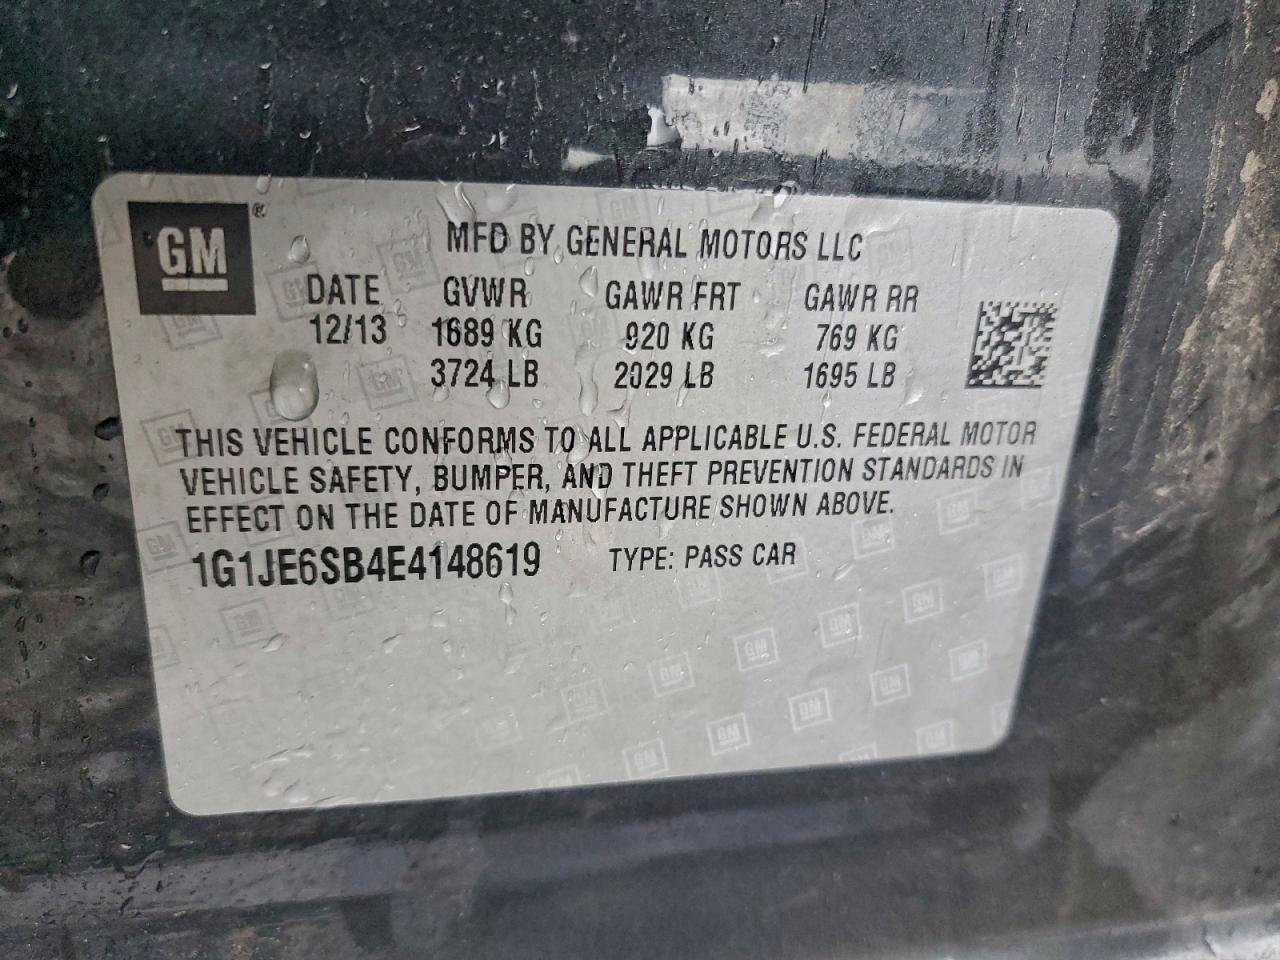 GM ® MFD BY GENERAL MOTORS LLC
DATE GVWR GAWR FRT GAWR RR
12/13 1689 KG 920 KG 769 KG
3724 LB 2029 LB 1695 LB
THIS VEHICLE CONFORMS TO ALL APPLICABLE U.S. FEDERAL MOTOR
VEHICLE SAFETY, BUMPER, AND THEFT PREVENTION STANDARDS IN
EFFECT ON THE DATE OF MANUFACTURE SHOWN ABOVE.
1G1JE6SB4E4148619 TYPE: PASS CAR